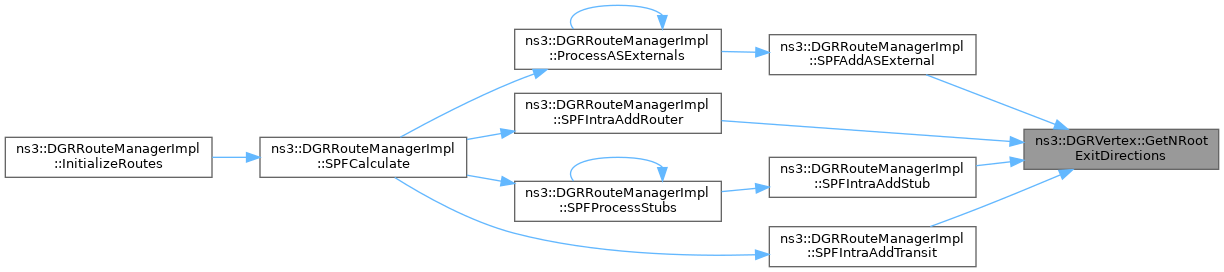 ns3::DGRRouteManagerImpl
::InitializeRoutes
ns3::DGRRouteManagerImpl
::SPFCalculate
ns3::DGRRouteManagerImpl
::ProcessASExternals
ns3::DGRRouteManagerImpl
::SPFIntraAddRouter
ns3::DGRRouteManagerImpl
::SPFProcessStubs
ns3::DGRRouteManagerImpl
::SPFAddASExternal
ns3::DGRRouteManagerImpl
::SPFIntraAddStub
ns3::DGRRouteManagerImpl
::SPFIntraAddTransit
ns3::DGRVertex::GetNRoot
ExitDirections